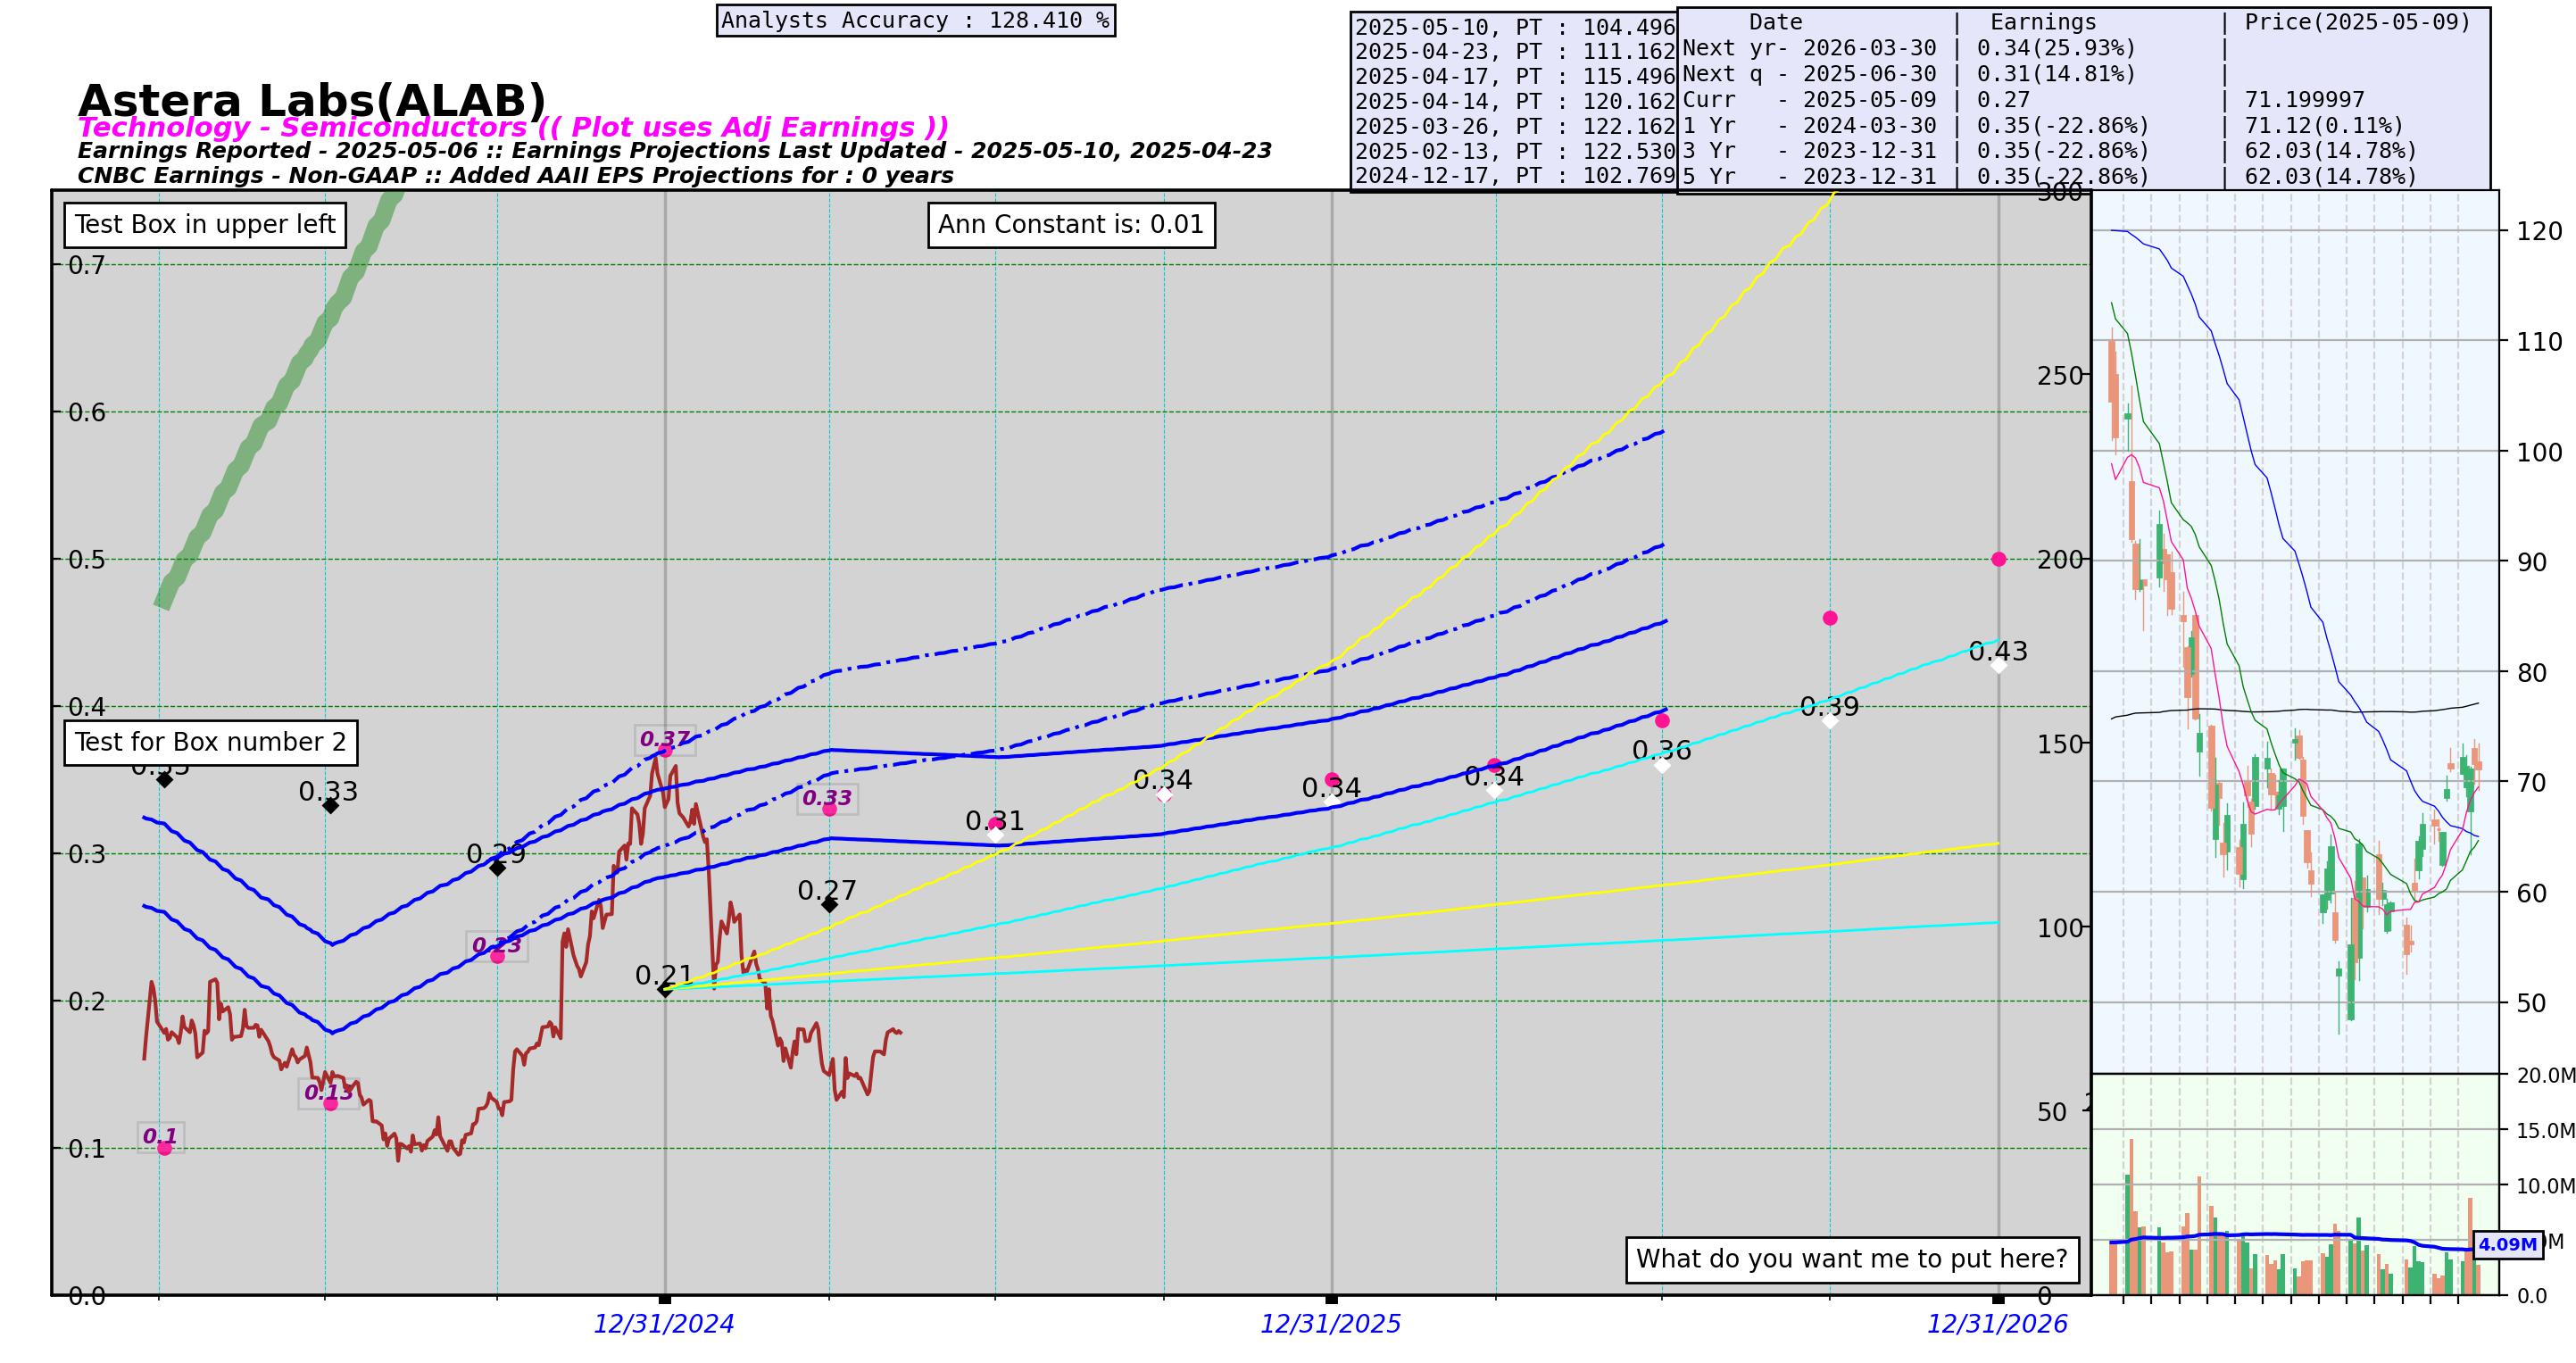 Analysts Accuracy : 128.410 %
2025-05-10, PT : 104.496
2025-04-23, PT : 111.162
2025-04-17, PT : 115.496
2025-04-14, PT : 120.162
2025-03-26, PT : 122.162
2025-02-13, PT : 122.530
2024-12-17, PT : 102.769
Date | Earnings | Price(2025-05-09)
Next yr- 2026-03-30 | 0.34(25.93%) |
Next q - 2025-06-30 | 0.31(14.81%) |
Curr - 2025-05-09 | 0.27 | 71.199997
1 Yr - 2024-03-30 | 0.35(-22.86%) | 71.12(0.11%)
3 Yr - 2023-12-31 | 0.35(-22.86%) | 62.03(14.78%)
5 Yr - 2023-12-31 | 0.35(-22.86%) | 62.03(14.78%)
Astera Labs(ALAB)
Technology - Semiconductors (( Plot uses Adj Earnings ))
Earnings Reported - 2025-05-06 :: Earnings Projections Last Updated - 2025-05-10, 2025-04-23
CNBC Earnings - Non-GAAP :: Added AAII EPS Projections for : 0 years
Test Box in upper left
Ann Constant is: 0.01
0.7
0.6
0.5
0.4
0.3
0.2
0.1
0.0
Test for Box number 2
0.33
0.29
0.21
0.27
0.31
0.34
0.34
0.34
0.36
0.39
0.43
0.1
0.13
0.23
0.37
0.33
300
250
200
150
100
50
0
What do you want me to put here?
12/31/2024
12/31/2025
12/31/2026
120
110
100
90
80
70
60
50
20.0M
15.0M
10.0M
4.09M
0.0